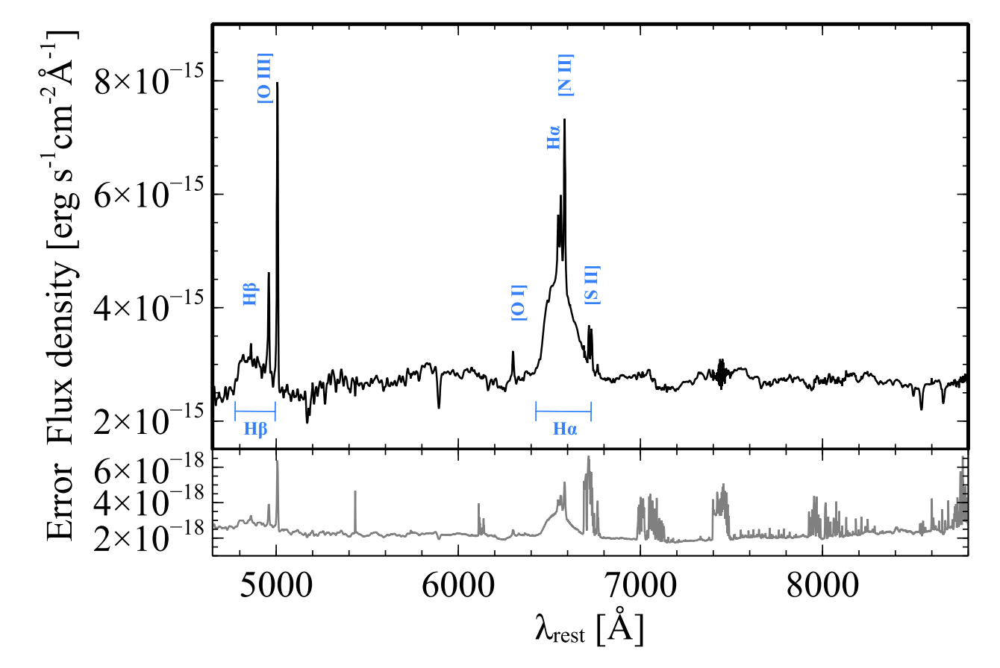 Flux density [erg s⁻¹cm⁻²Å⁻¹]
8×10⁻¹⁵
6×10⁻¹⁵
4×10⁻¹⁵
2×10⁻¹⁵
Hβ
[O III]
[O I]
Hα
[N II]
[S II]
Hβ
Hα
Error
6×10⁻¹⁸
4×10⁻¹⁸
2×10⁻¹⁸
5000 6000 7000 8000
λrest [Å]